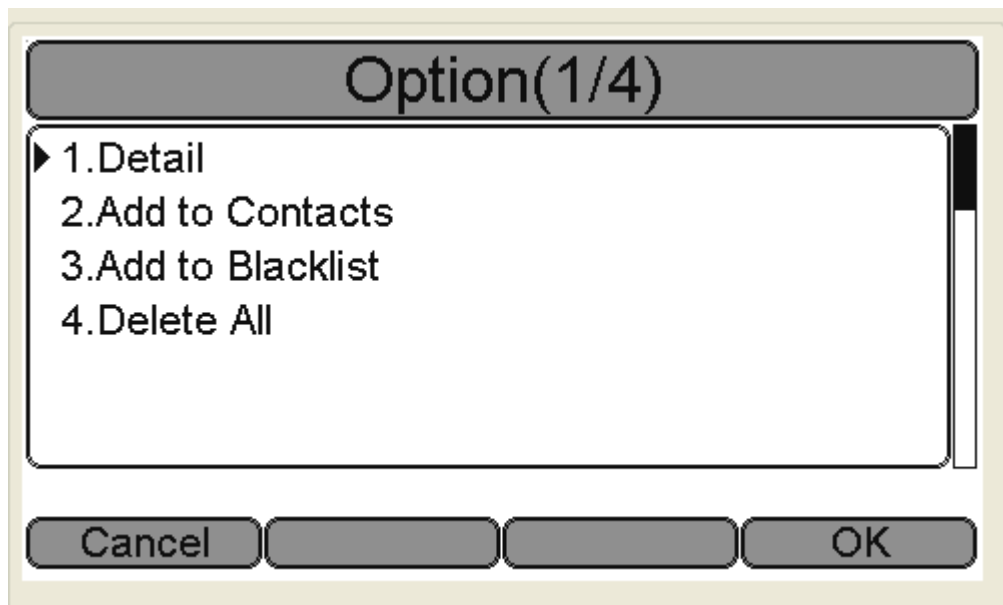 Option(1/4)
1.Detail
2.Add to Contacts
3.Add to Blacklist
4.Delete All
Cancel OK